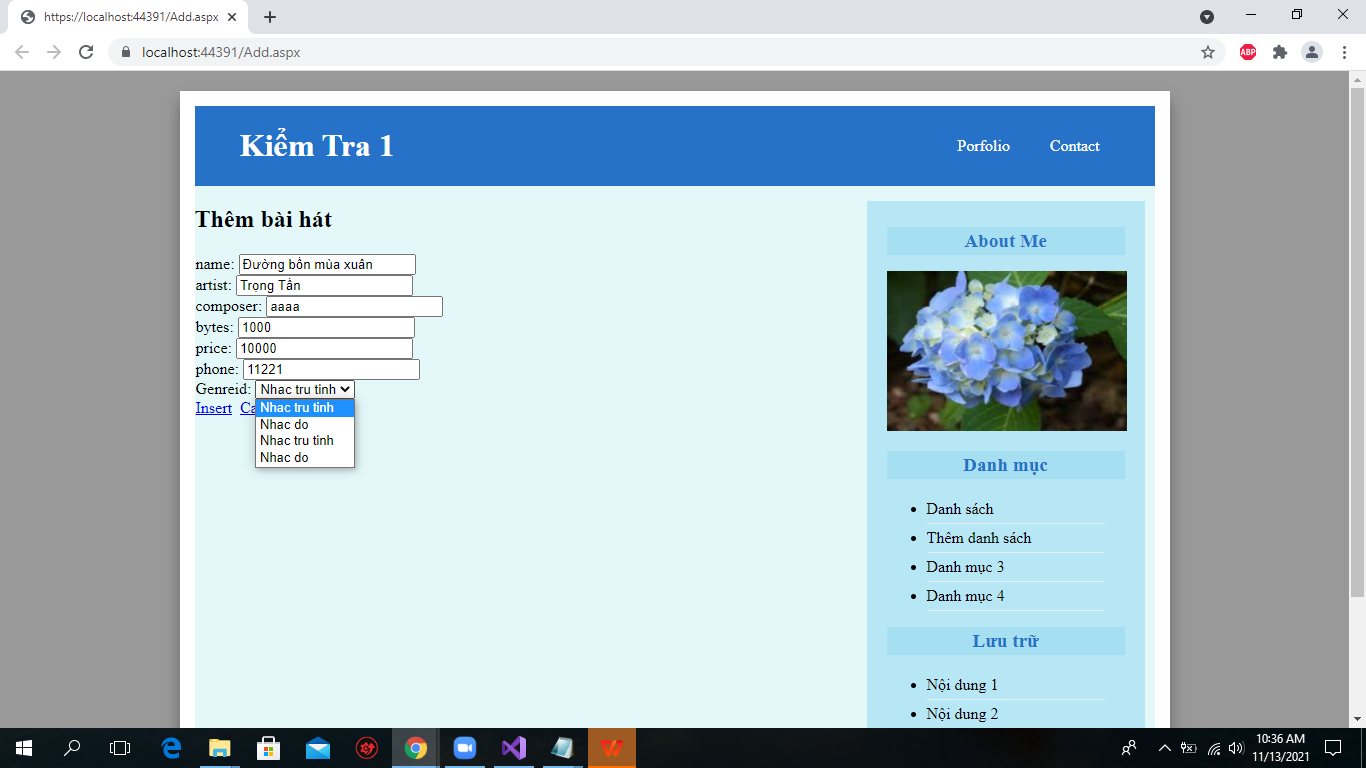 https://localhost:44391/Add.aspx
localhost:44391/Add.aspx
ABP
Kiểm Tra 1
Porfolio
Contact
Thêm bài hát
name: Đường bốn mùa xuân
artist: Trọng Tấn
composer: aaaa
bytes: 1000
price: 10000
phone: 11221
Genreid: Nhac tru tinh
Insert Ca
Nhac tru tinh
Nhac do
Nhac tru tinh
Nhac do
About Me
Danh mục
Danh sách
Thêm danh sách
Danh mục 3
Danh mục 4
Lưu trữ
Nội dung 1
Nội dung 2
10:36 AM
11/13/2021